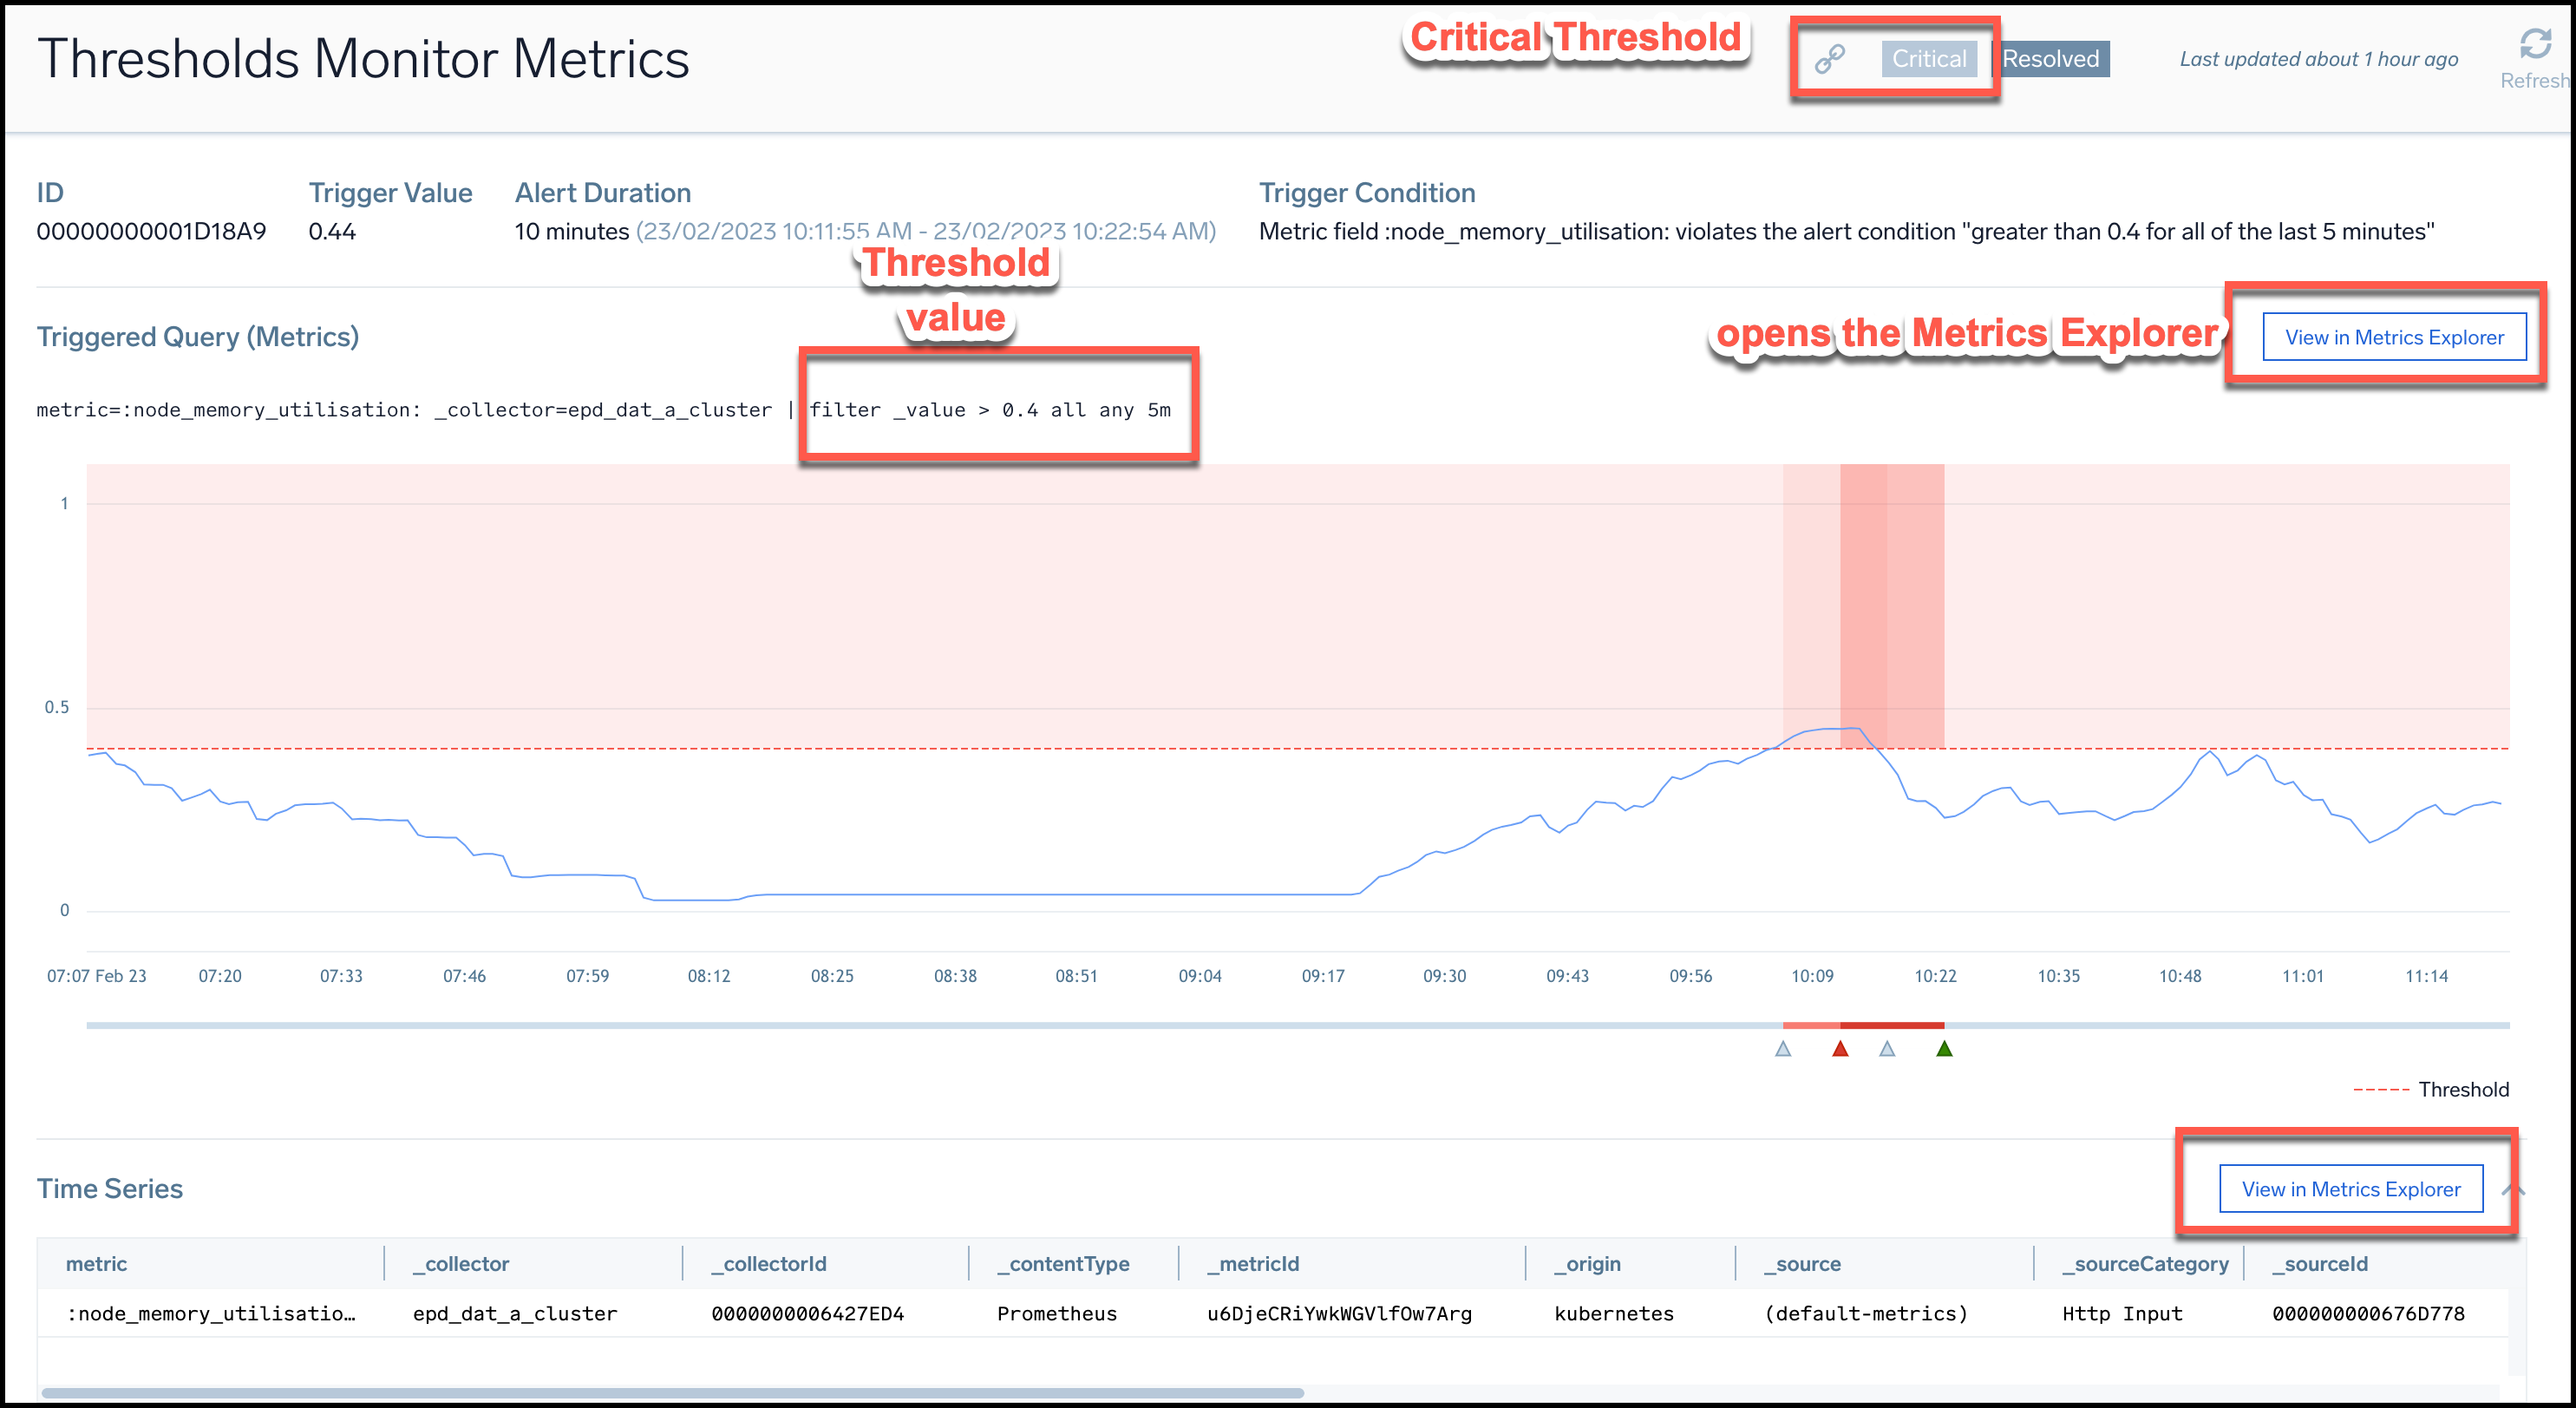 Thresholds Monitor Metrics
Critical Threshold
Critical
Resolved
Last updated about 1 hour ago
Refresh
ID
Trigger Value
Alert Duration
Trigger Condition
00000000001D18A9
0.44
10 minutes (23/02/2023 10:11:55 AM - 23/02/2023 10:22:54 AM)
Metric field :node_memory_utilisation: violates the alert condition "greater than 0.4 for all of the last 5 minutes"
Threshold
value
Triggered Query (Metrics)
opens the Metrics Explorer
View in Metrics Explorer
metric=:node_memory_utilisation: _collector=epd_dat_a_cluster | filter _value > 0.4 all any 5m
1
0.5
0
07:07 Feb 23 07:20 07:33 07:46 07:59 08:12 08:25 08:38 08:51 09:04 09:17 09:30 09:43 09:56 10:09 10:22 10:35 10:48 11:01 11:14
Threshold
Time Series
View in Metrics Explorer
metric _collector _collectorId _contentType _metricId _origin _source _sourceCategory _sourceId
:node_memory_utilisatio… epd_dat_a_cluster 0000000006427ED4 Prometheus u6DjeCRiYwkWGVlfOw7Arg kubernetes (default-metrics) Http Input 000000000676D778